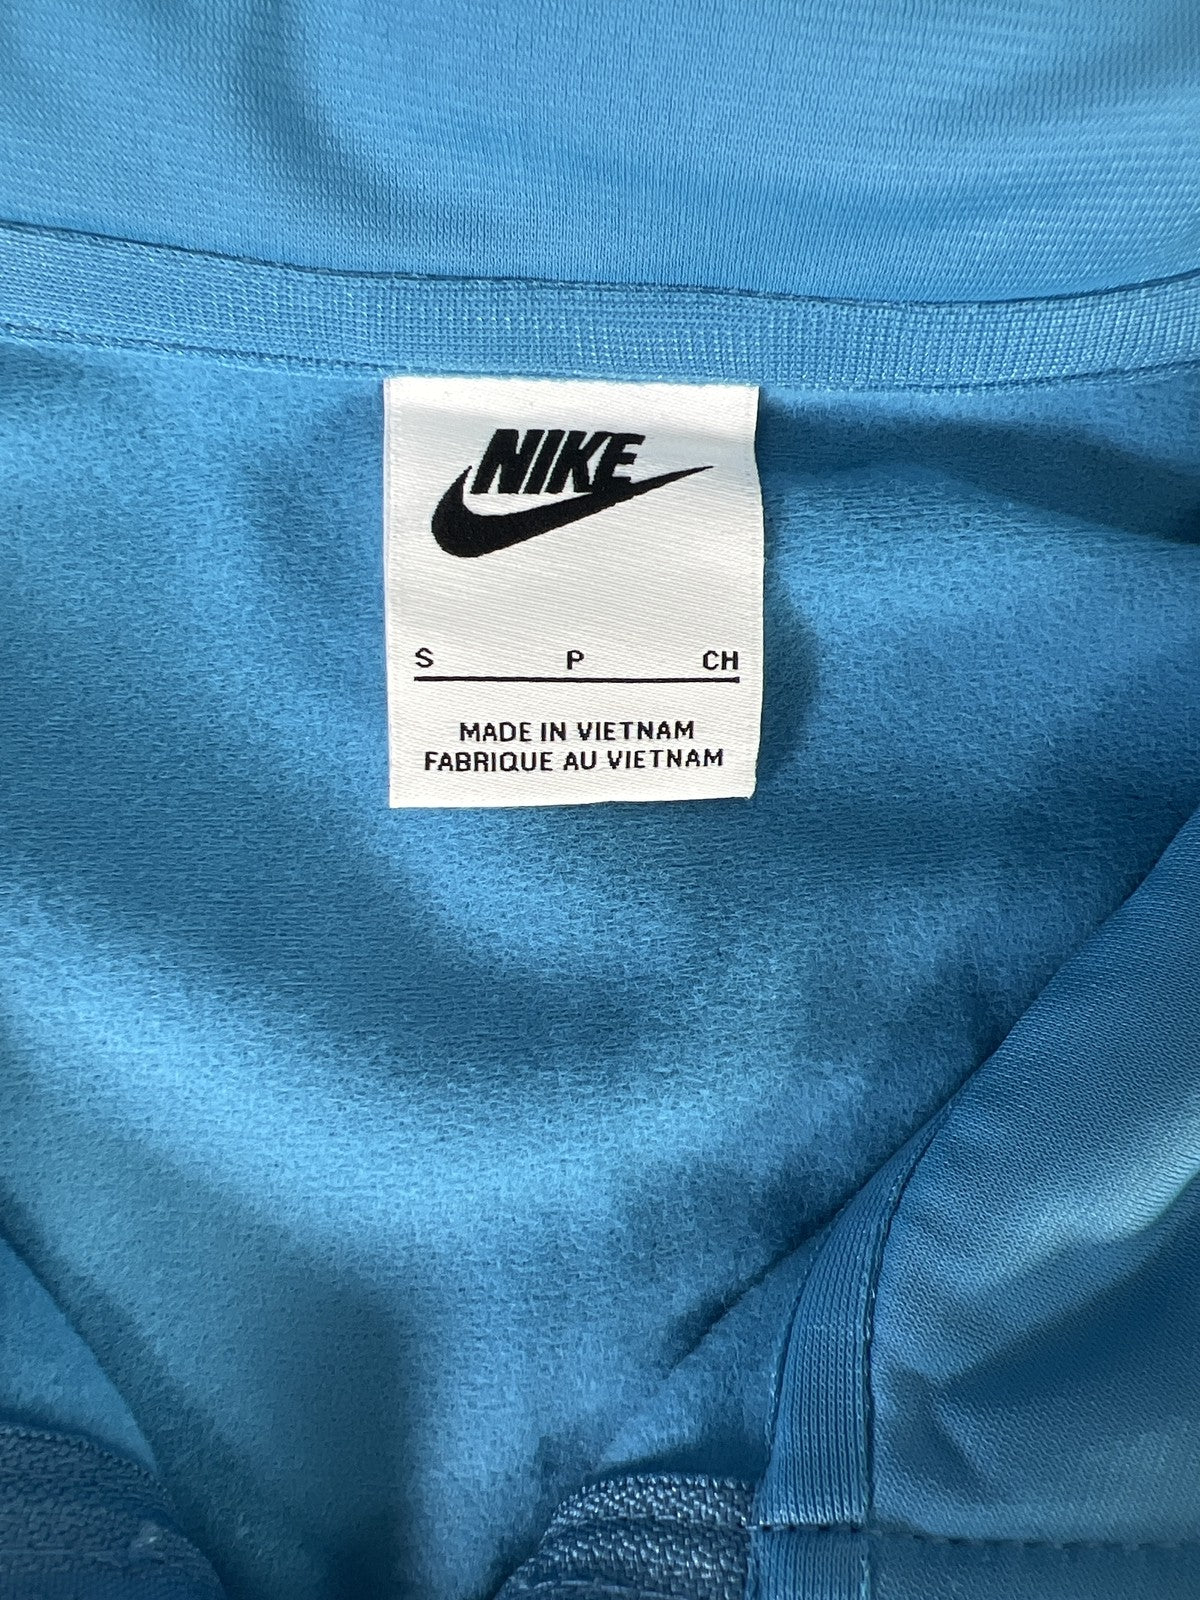 NIKE
S P CH
MADE IN VIETNAM
FABRIQUE AU VIETNAM